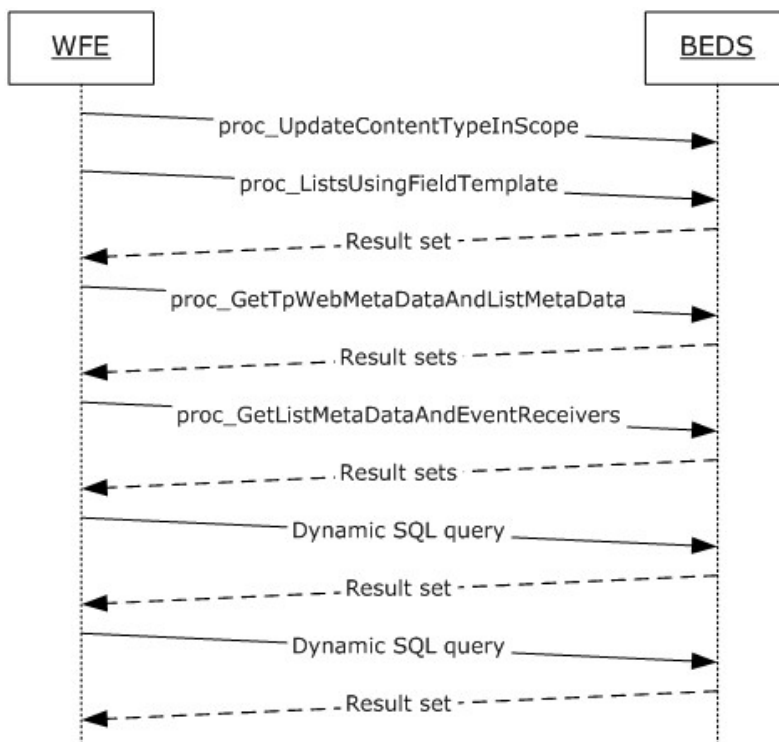 WFE
BEDS
proc_UpdateContentTypeInScope
proc_ListsUsingFieldTemplate
Result set
proc_GetTpWebMetaDataAndListMetaData
Result sets
proc_GetListMetaDataAndEventReceivers
Result sets
Dynamic SQL query
Result set
Dynamic SQL query
Result set